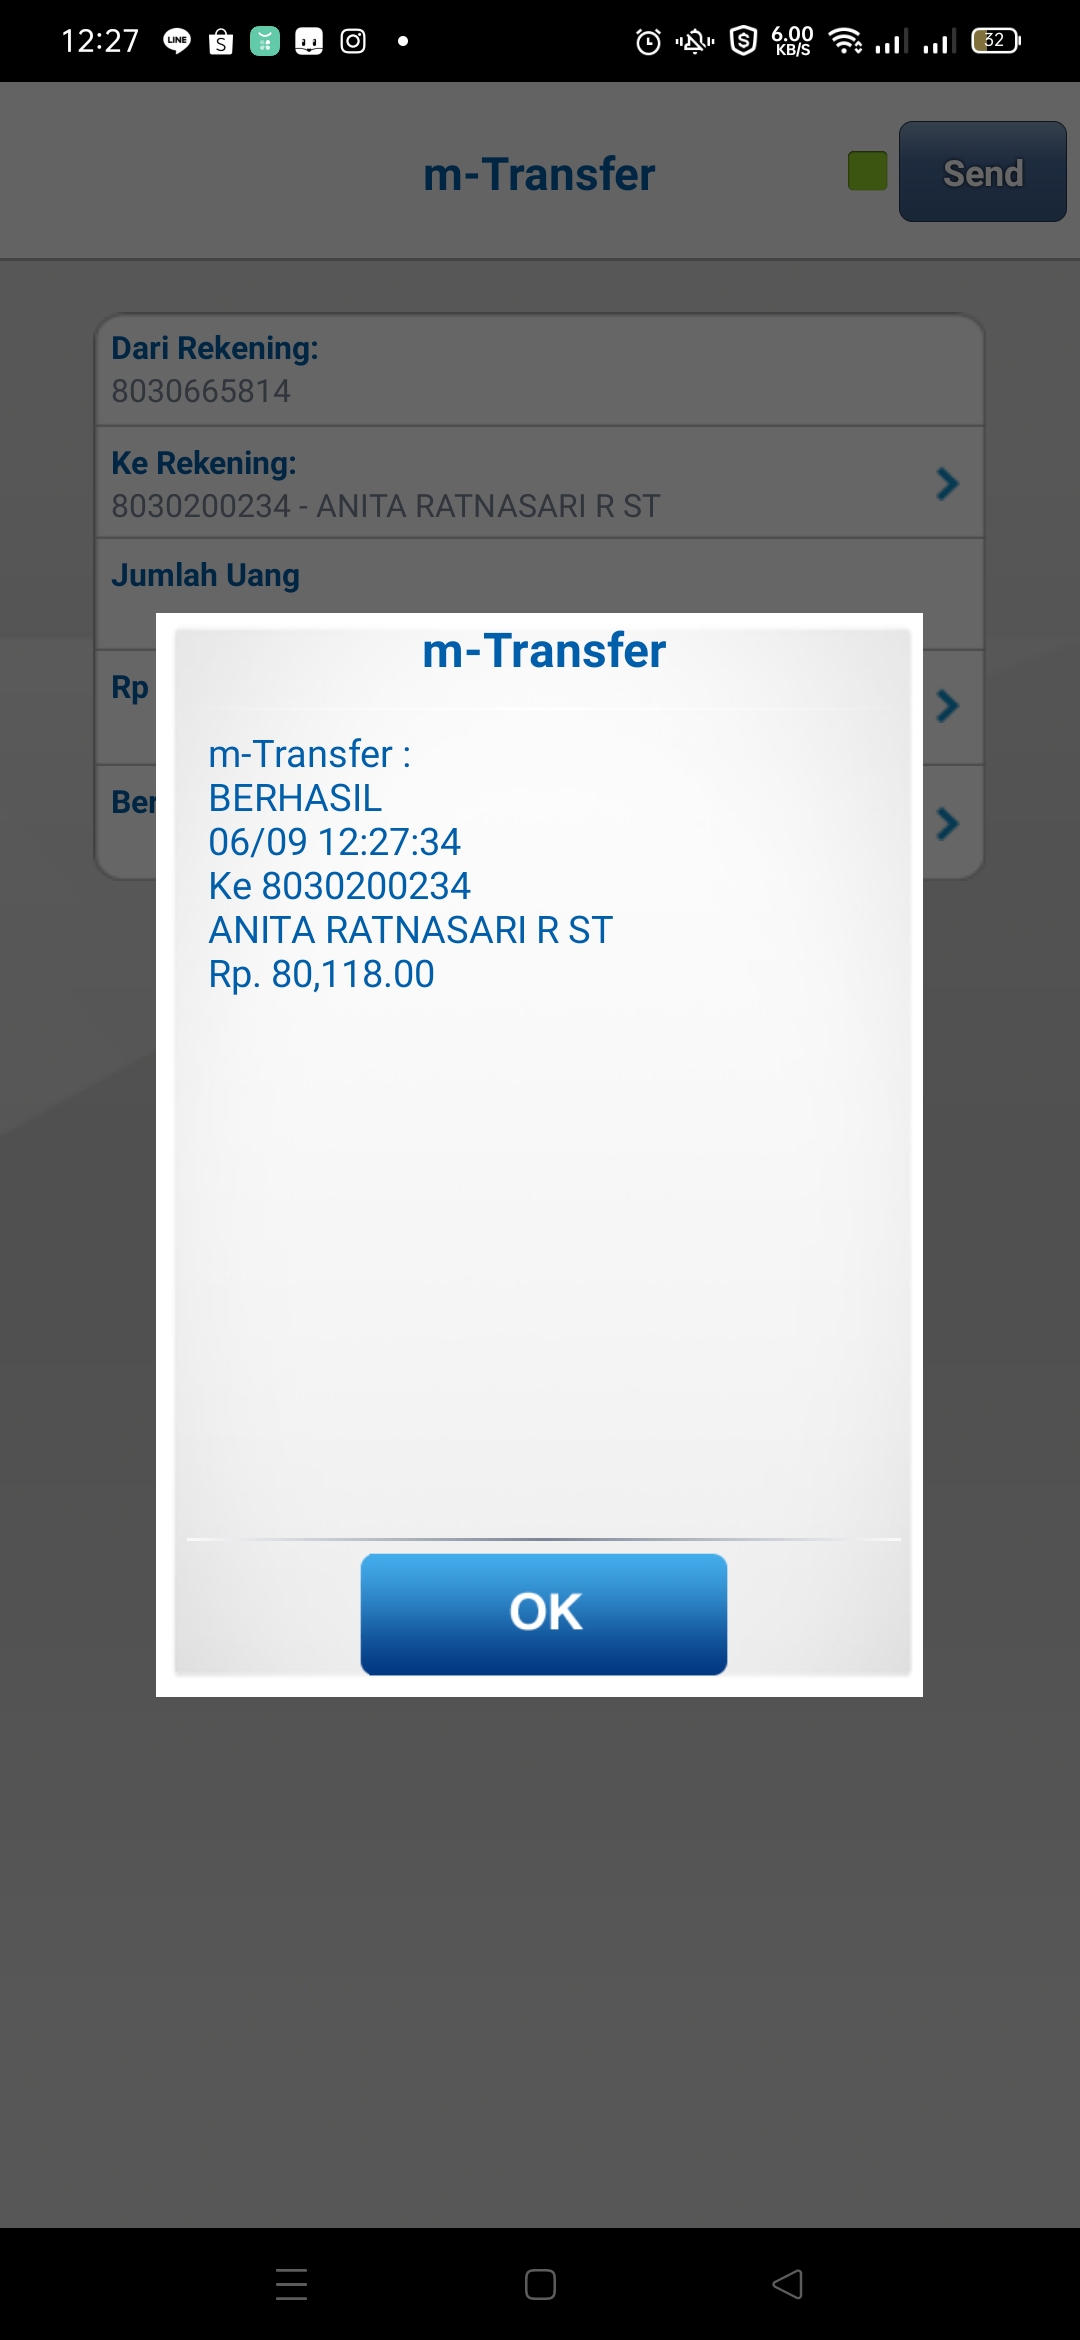 12:27
LINE
6.00
KB/S
32
m-Transfer
Send
Dari Rekening:
8030665814
Ke Rekening:
8030200234 - ANITA RATNASARI R ST
Jumlah Uang
Rp
Ber
m-Transfer
m-Transfer :
BERHASIL
06/09 12:27:34
Ke 8030200234
ANITA RATNASARI R ST
Rp. 80,118.00
OK